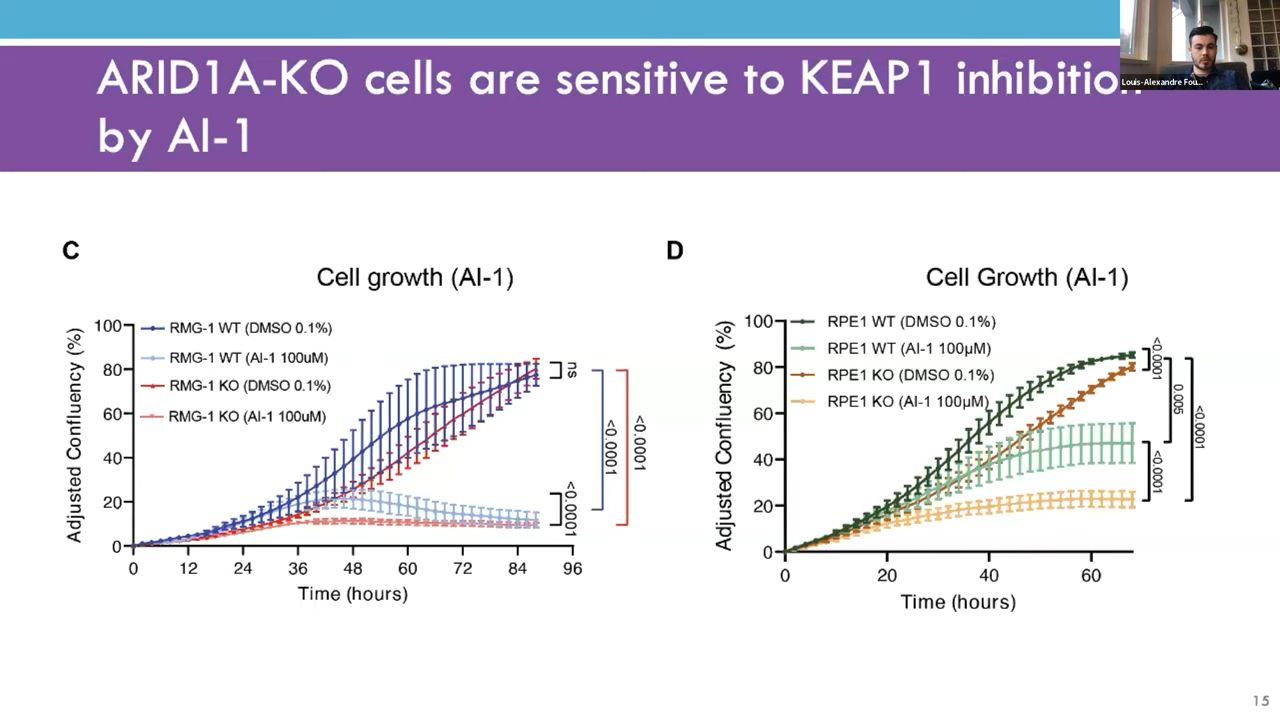 ARID1A-KO cells are sensitive to KEAP1 inhibition
by AI-1
Louis-Alexandre Fou...
C
Cell growth (AI-1)
Adjusted Confluency (%)
100
80
60
40
20
0
RMG-1 WT (DMSO 0.1%)
RMG-1 WT (AI-1 100uM)
RMG-1 KO (DMSO 0.1%)
RMG-1 KO (AI-1 100uM)
ns
<0.0001
<0.0001
<0.0001
0 12 24 36 48 60 72 84 96
Time (hours)
D
Cell Growth (AI-1)
Adjusted Confluency (%)
100
80
60
40
20
0
RPE1 WT (DMSO 0.1%)
RPE1 WT (AI-1 100µM)
RPE1 KO (DMSO 0.1%)
RPE1 KO (AI-1 100µM)
<0.0001
0.005
<0.0001
<0.0001
0 20 40 60
Time (hours)
15